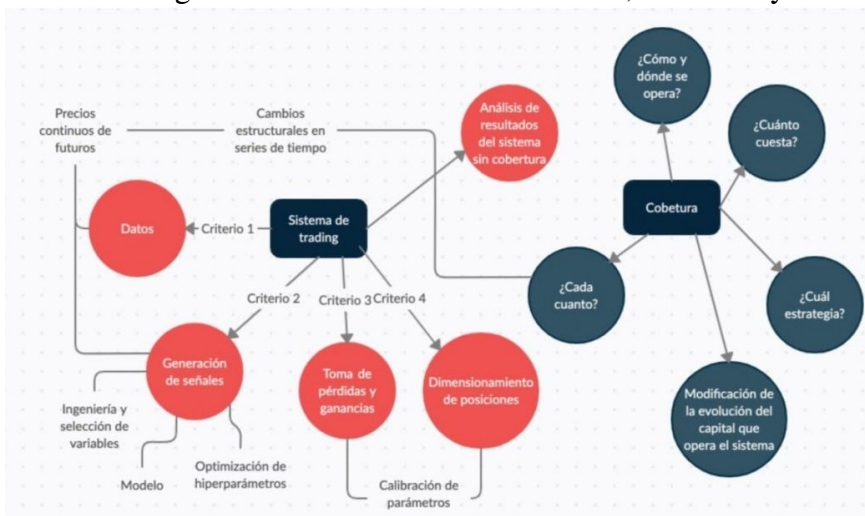 ¿Cómo y
dónde se
opera?
Precios
continuos de
futuros
Cambios
estructurales en
series de tiempo
Análisis de
resultados
del sistema
sin cobertura
¿Cuánto
cuesta?
Datos
Criterio 1
Sistema de
trading
Cobetura
¿Cada
cuanto?
¿Cuál
estrategia?
Criterio 2
Criterio 3
Criterio 4
Generación
de señales
Toma de
pérdidas y
ganancias
Dimensionamiento
de posiciones
Modificación de
la evolución del
capital que
opera el sistema
Ingeniería y
selección de
variables
Modelo
Optimización de
hiperparámetros
Calibración de
parámetros